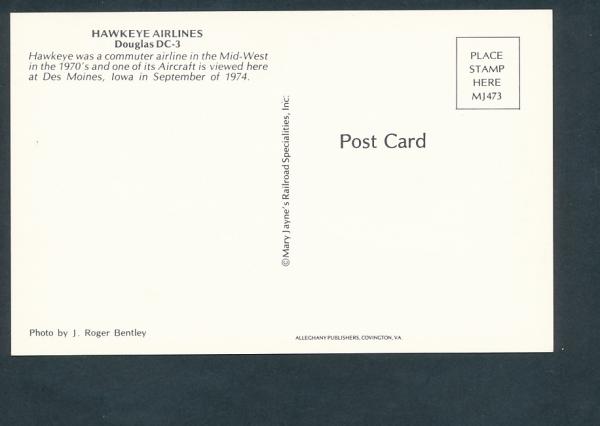 HAWKEYE AIRLINES
Douglas DC-3
Hawkeye was a commuter airline in the Mid-West
in the 1970's and one of its Aircraft is viewed here
at Des Moines, Iowa in September of 1974.
Photo by J. Roger Bentley
©Mary Jayne's Railroad Specialities, Inc.
PLACE
STAMP
HERE
MJ473
Post Card
ALLEGHANY PUBLISHERS, COVINGTON, VA.